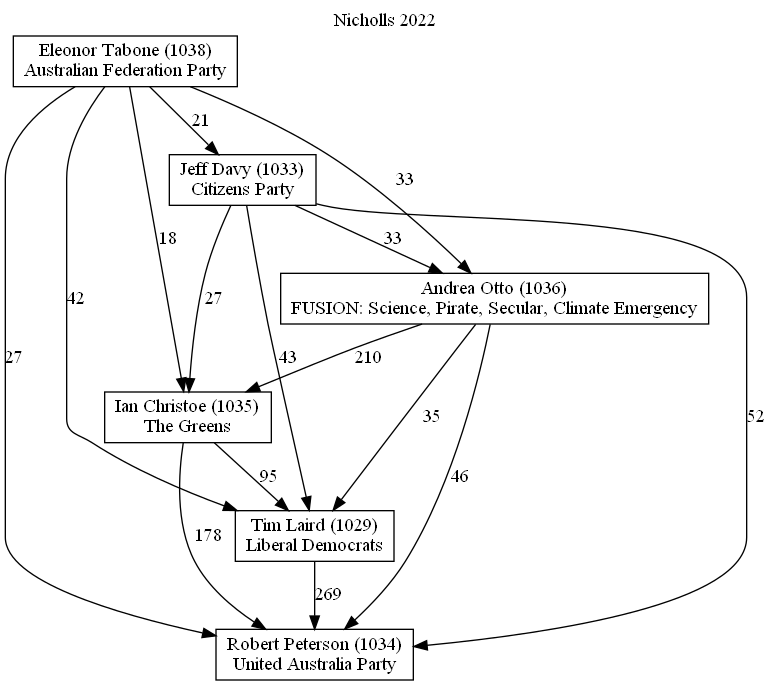 Nicholls 2022
Eleonor Tabone (1038)
Australian Federation Party
21
Jeff Davy (1033)
Citizens Party
33
18
33
42
27
Andrea Otto (1036)
FUSION: Science, Pirate, Secular, Climate Emergency
27
43
210
Ian Christoe (1035)
The Greens
35
52
95
46
Tim Laird (1029)
Liberal Democrats
178
269
Robert Peterson (1034)
United Australia Party